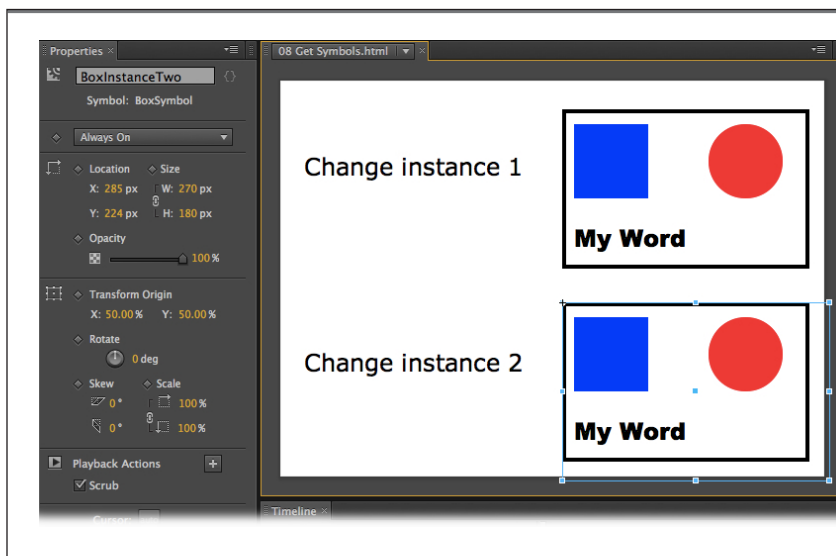 Properties ×
BoxInstanceTwo {}
Symbol: BoxSymbol
Always On
Location Size
X: 285 px W: 270 px
Y: 224 px H: 180 px
Opacity
100%
Transform Origin
X: 50.00% Y: 50.00%
Rotate
0 deg
Skew Scale
0° 100%
0° 100%
Playback Actions +
Scrub
Cursor:
08 Get Symbols.html ×
Change instance 1
My Word
Change instance 2
My Word
Timeline ×